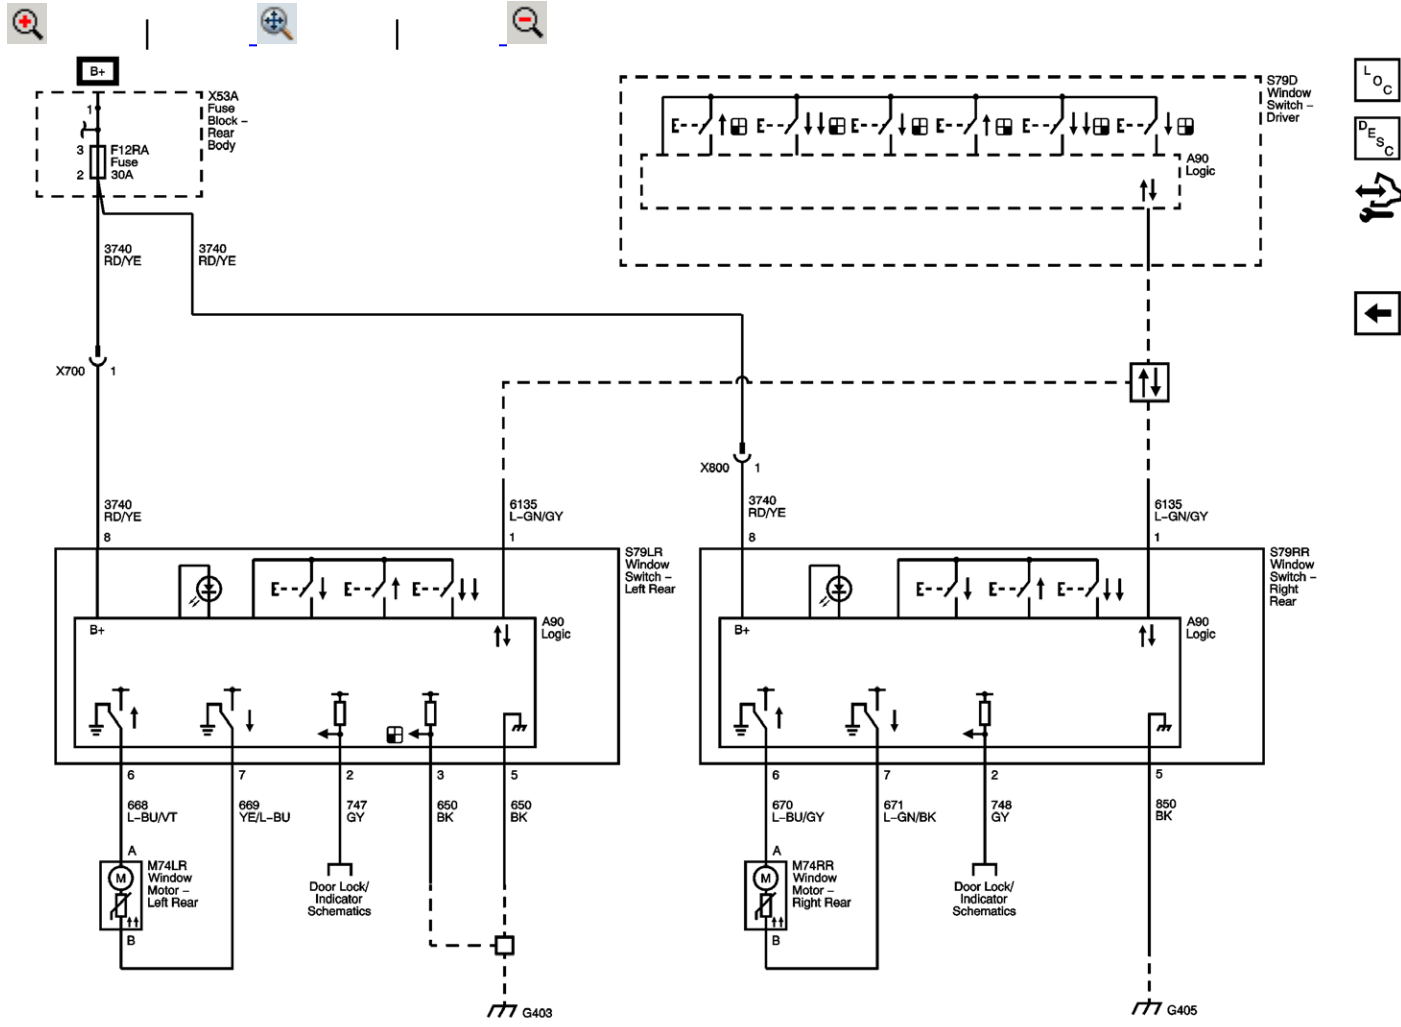 B+
X53A
Fuse
Block –
Rear
Body
1
3
F12RA
Fuse
30A
2
3740
RD/YE
3740
RD/YE
X700
1
S79D
Window
Switch –
Driver
A90
Logic
L
O
C
D
E
S
C
X800
1
3740
RD/YE
8
6135
L–GN/GY
1
3740
RD/YE
8
6135
L–GN/GY
1
S79LR
Window
Switch –
Left Rear
B+
A90
Logic
6
7
2
3
5
668
L–BU/VT
669
YE/L–BU
747
GY
650
BK
650
BK
A
M74LR
Window
Motor –
Left Rear
M
B
Door Lock/
Indicator
Schematics
G403
S79RR
Window
Switch –
Right
Rear
B+
A90
Logic
6
7
2
5
670
L–BU/GY
671
L–GN/BK
748
GY
850
BK
A
M74RR
Window
Motor –
Right Rear
M
B
Door Lock/
Indicator
Schematics
G405